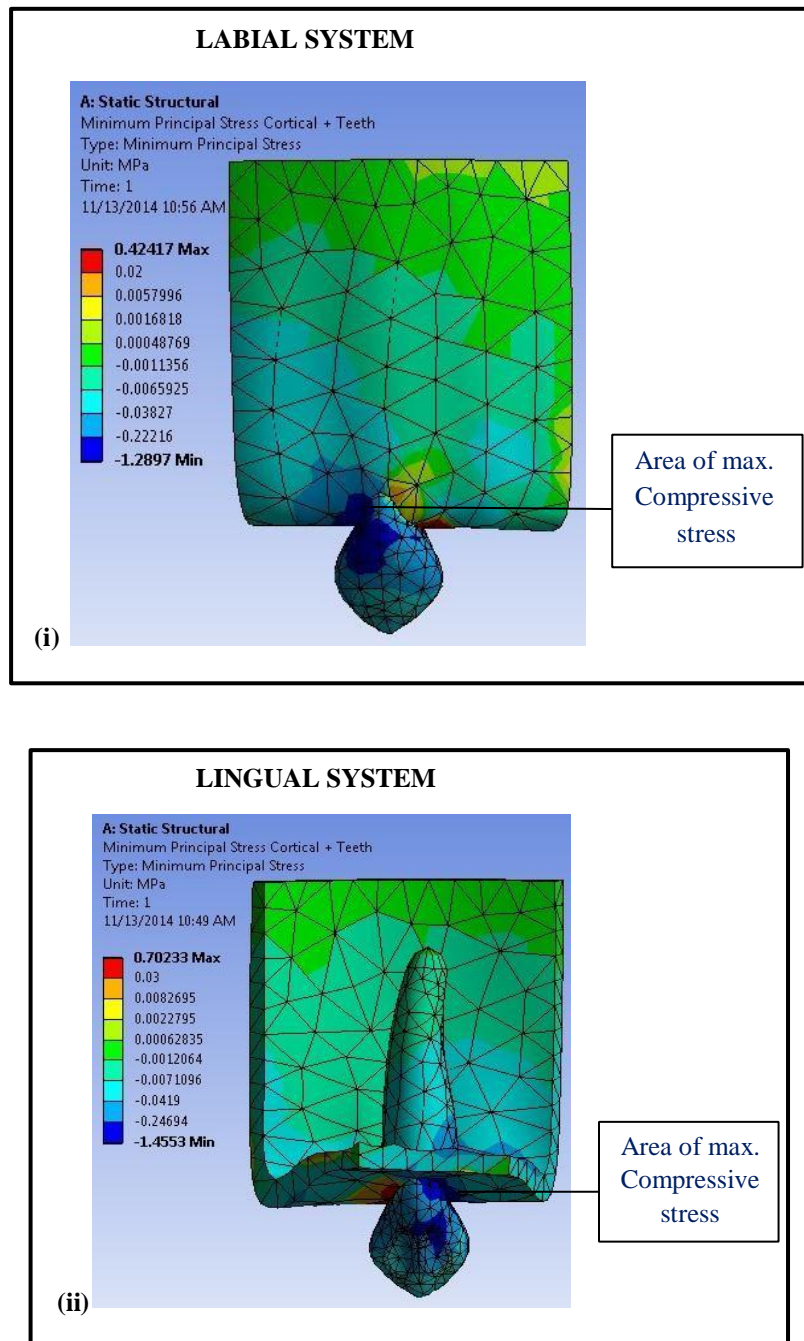 LABIAL SYSTEM
A: Static Structural
Minimum Principal Stress Cortical + Teeth
Type: Minimum Principal Stress
Unit: MPa
Time: 1
11/13/2014 10:56 AM
0.42417 Max
0.02
0.0057996
0.0016818
0.00048769
-0.0011356
-0.0065925
-0.03827
-0.22216
-1.2897 Min
Area of max.
Compressive
stress
(i)
LINGUAL SYSTEM
A: Static Structural
Minimum Principal Stress Cortical + Teeth
Type: Minimum Principal Stress
Unit: MPa
Time: 1
11/13/2014 10:49 AM
0.70233 Max
0.03
0.0082695
0.0022795
0.00062835
-0.0012064
-0.0071096
-0.0419
-0.24694
-1.4553 Min
Area of max.
Compressive
stress
(ii)